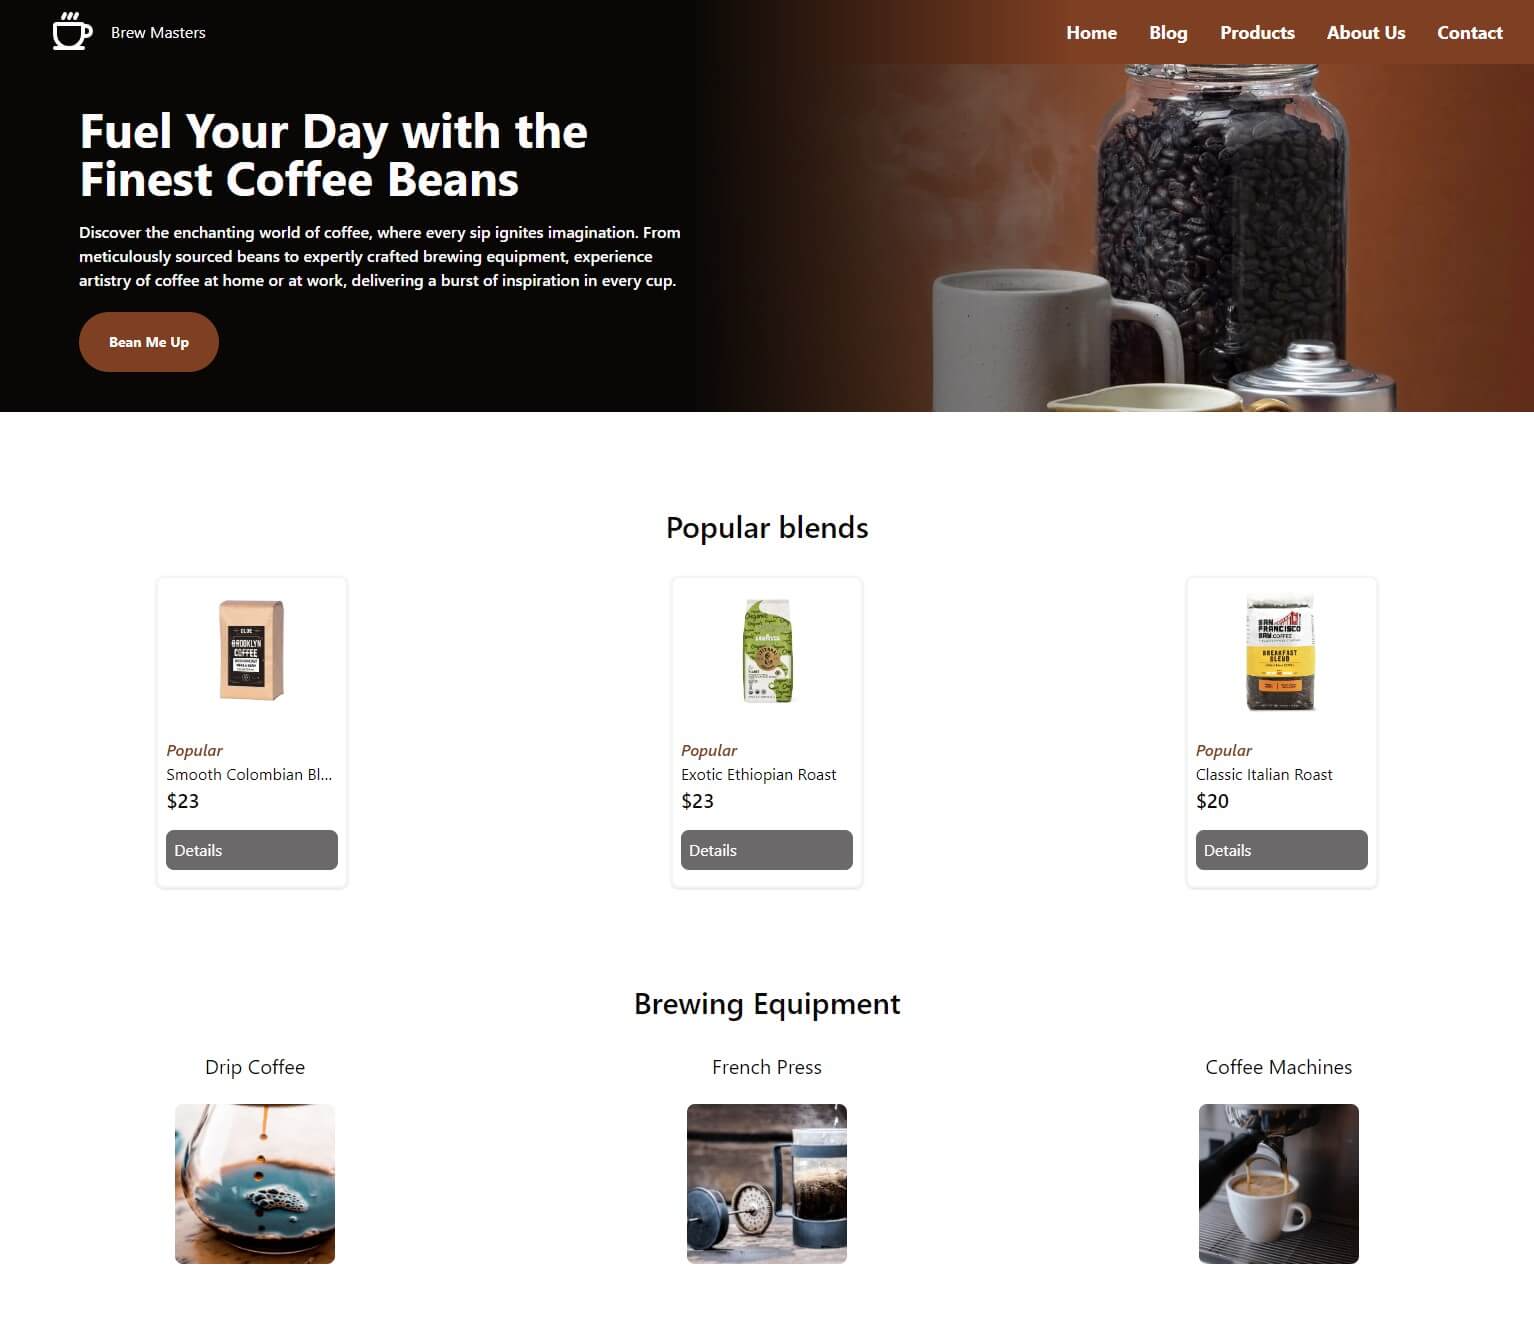 Brew Masters
Home Blog Products About Us Contact
Fuel Your Day with the
Finest Coffee Beans
Discover the enchanting world of coffee, where every sip ignites imagination. From
meticulously sourced beans to expertly crafted brewing equipment, experience
artistry of coffee at home or at work, delivering a burst of inspiration in every cup.
Bean Me Up
Popular blends
BROOKLYN
COFFEE
Organic
LAVAZZA
SAN
FRANCISCO
BAY COFFEE
BREAKFAST
BLEND
Popular
Smooth Colombian Bl...
$23
Details
Popular
Exotic Ethiopian Roast
$23
Details
Popular
Classic Italian Roast
$20
Details
Brewing Equipment
Drip Coffee
French Press
Coffee Machines